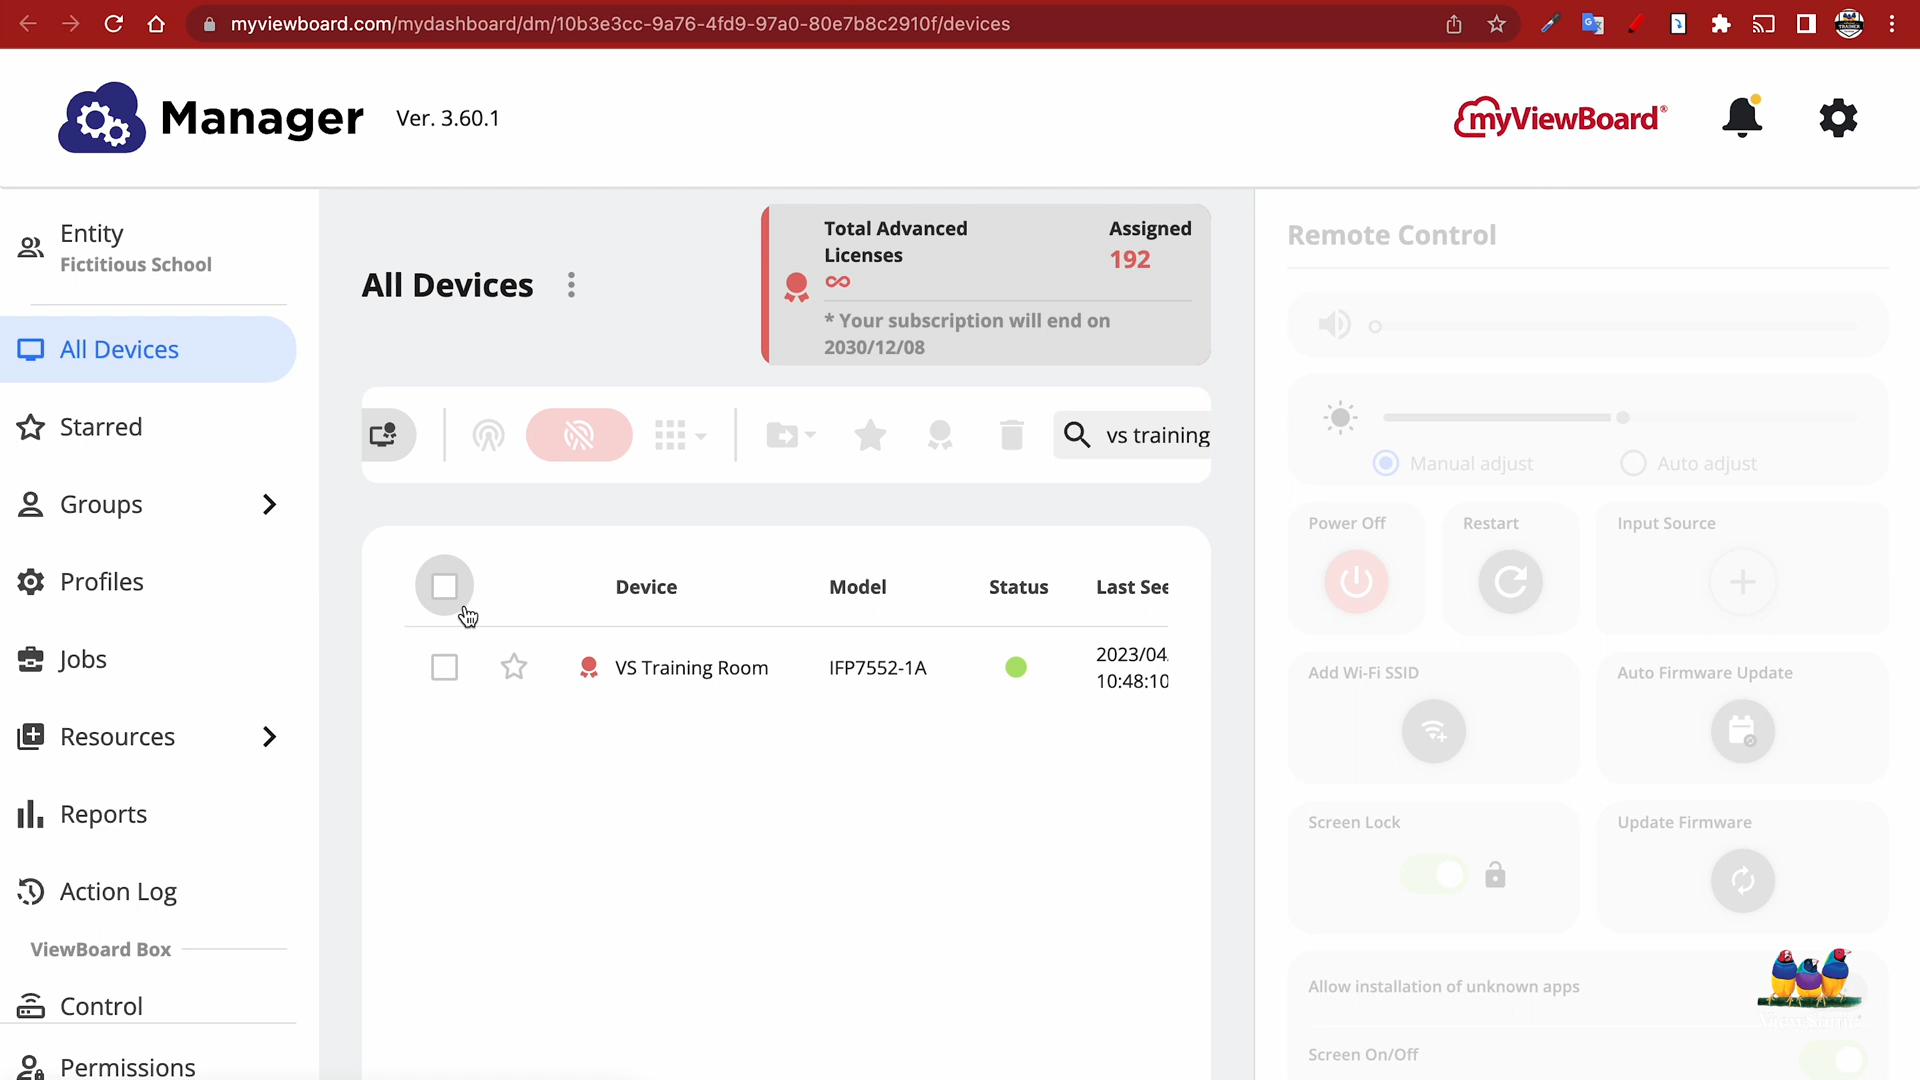 myviewboard.com/mydashboard/dm/10b3e3cc-9a76-4fd9-97a0-80e7b8c2910f/devices
Manager
Ver. 3.60.1
myViewBoard®
Entity
Fictitious School
All Devices
Starred
Groups
Profiles
Jobs
Resources
Reports
Action Log
ViewBoard Box
Control
Permissions
All Devices
Total Advanced
Licenses
∞
Assigned
192
* Your subscription will end on
2030/12/08
vs training
Device Model Status Last See
VS Training Room IFP7552-1A 2023/04
10:48:10
Remote Control
Manual adjust Auto adjust
Power Off Restart Input Source
Add Wi-Fi SSID Auto Firmware Update
Screen Lock Update Firmware
Allow installation of unknown apps
ViewSonic
Screen On/Off